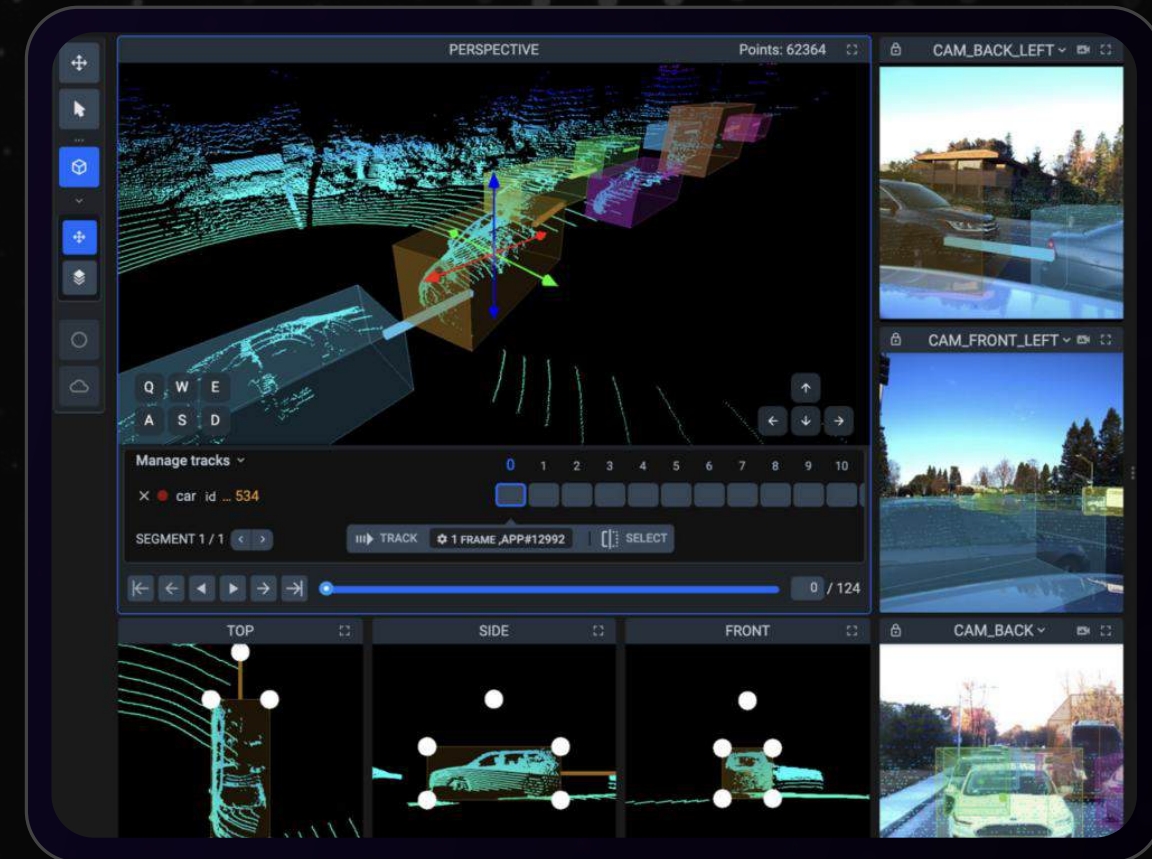 PERSPECTIVE Points: 62364
CAM_BACK_LEFT
CAM_FRONT_LEFT
Q W E
A S D
Manage tracks
0 1 2 3 4 5 6 7 8 9 10
car id ... 534
SEGMENT 1 / 1
TRACK 1 FRAME ,APP#12992 SELECT
0 / 124
TOP SIDE FRONT
CAM_BACK